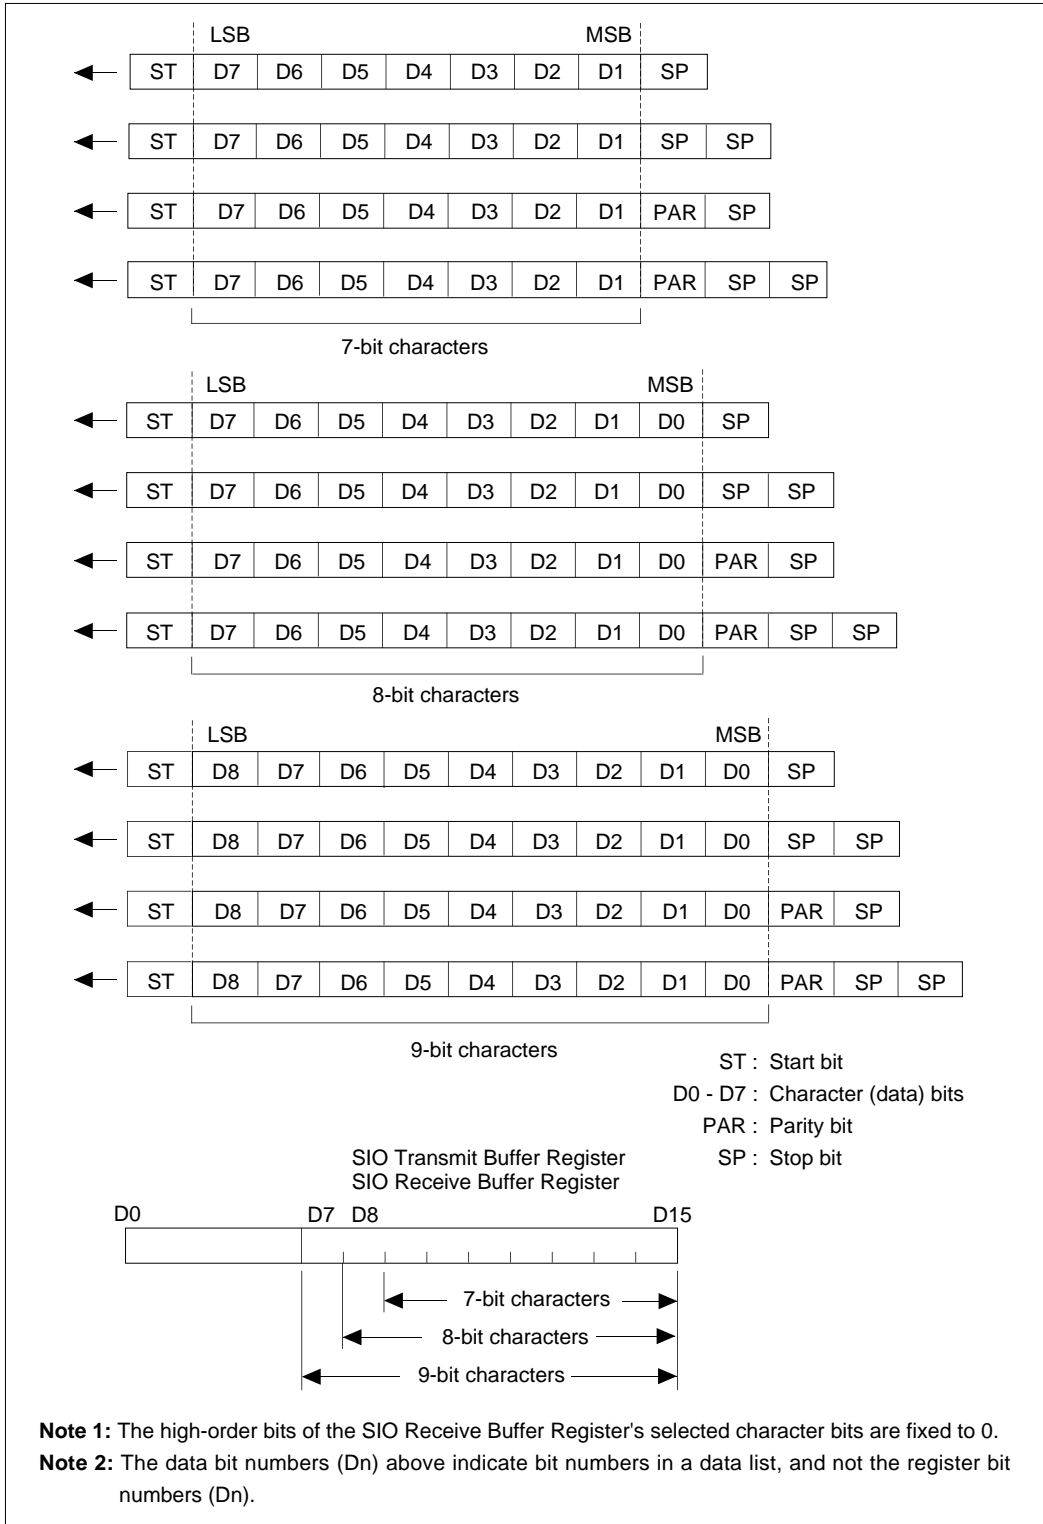 LSB MSB
ST D7 D6 D5 D4 D3 D2 D1 SP
ST D7 D6 D5 D4 D3 D2 D1 SP SP
ST D7 D6 D5 D4 D3 D2 D1 PAR SP
ST D7 D6 D5 D4 D3 D2 D1 PAR SP SP
7-bit characters
LSB MSB
ST D7 D6 D5 D4 D3 D2 D1 D0 SP
ST D7 D6 D5 D4 D3 D2 D1 D0 SP SP
ST D7 D6 D5 D4 D3 D2 D1 D0 PAR SP
ST D7 D6 D5 D4 D3 D2 D1 D0 PAR SP SP
8-bit characters
LSB MSB
ST D8 D7 D6 D5 D4 D3 D2 D1 D0 SP
ST D8 D7 D6 D5 D4 D3 D2 D1 D0 SP SP
ST D8 D7 D6 D5 D4 D3 D2 D1 D0 PAR SP
ST D8 D7 D6 D5 D4 D3 D2 D1 D0 PAR SP SP
9-bit characters
ST : Start bit
D0 - D7 : Character (data) bits
PAR : Parity bit
SP : Stop bit
SIO Transmit Buffer Register
SIO Receive Buffer Register
D0 D7 D8 D15
7-bit characters
8-bit characters
9-bit characters
Note 1: The high-order bits of the SIO Receive Buffer Register's selected character bits are fixed to 0.
Note 2: The data bit numbers (Dn) above indicate bit numbers in a data list, and not the register bit
numbers (Dn).